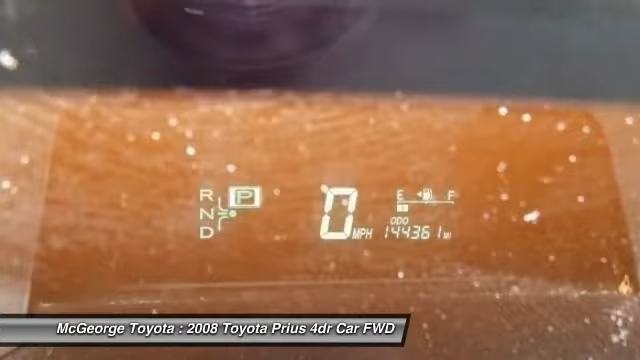 R P
N
D
0 MPH
E F
ODO
144361 MI
McGeorge Toyota : 2008 Toyota Prius 4dr Car FWD